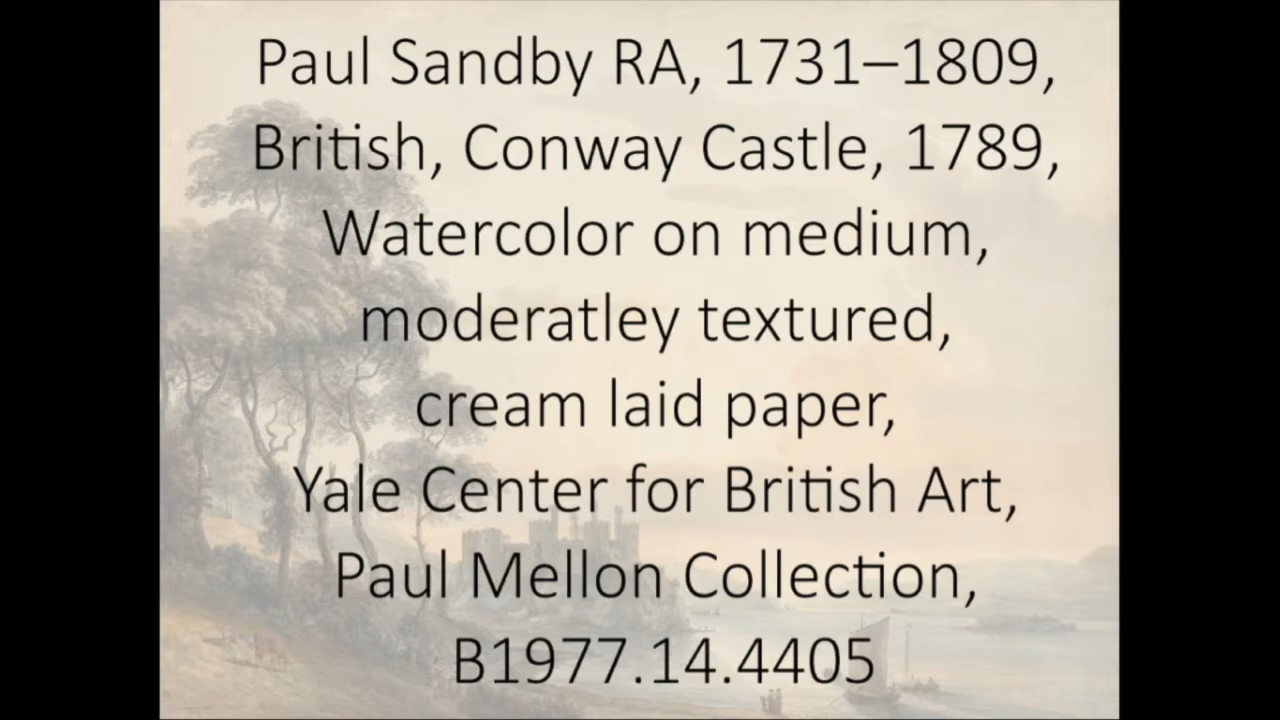 Paul Sandby RA, 1731–1809,
British, Conway Castle, 1789,
Watercolor on medium,
moderatley textured,
cream laid paper,
Yale Center for British Art,
Paul Mellon Collection,
B1977.14.4405